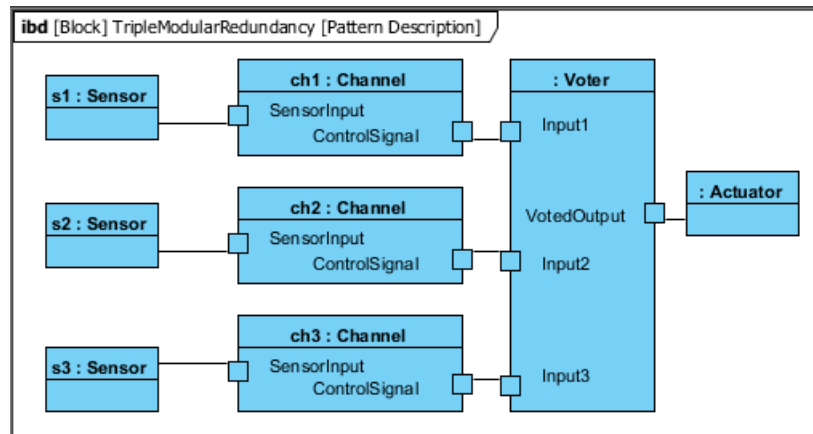 ibd [Block] TripleModularRedundancy [Pattern Description]
s1 : Sensor
ch1 : Channel
SensorInput
ControlSignal
: Voter
Input1
s2 : Sensor
ch2 : Channel
SensorInput
ControlSignal
VotedOutput
Input2
: Actuator
s3 : Sensor
ch3 : Channel
SensorInput
ControlSignal
Input3